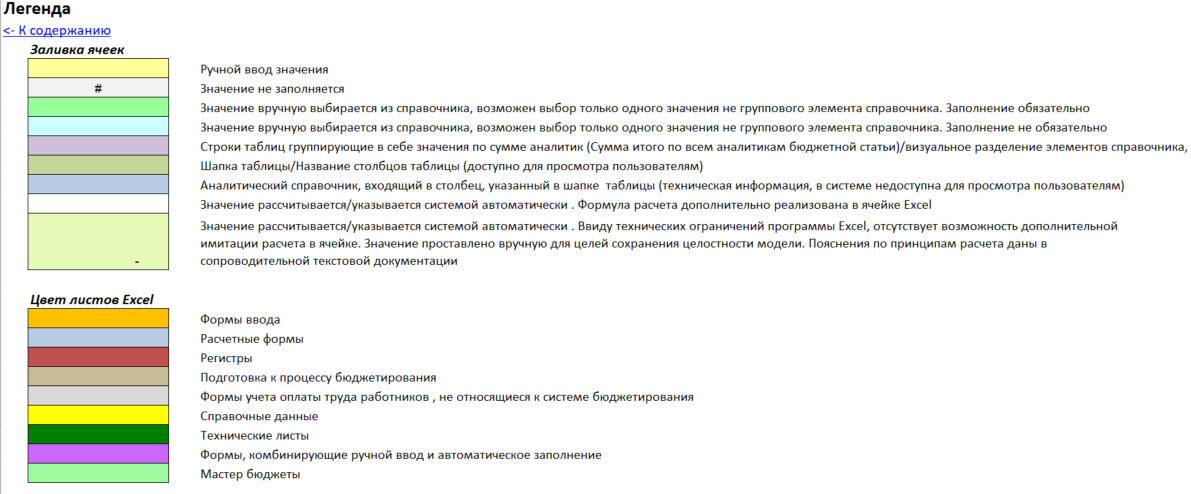 Легенда
<- К содержанию
Заливка ячеек
Ручной ввод значения
# Значение не заполняется
Значение вручную выбирается из справочника, возможен выбор только одного значения не группового элемента справочника. Заполнение обязательно
Значение вручную выбирается из справочника, возможен выбор только одного значения не группового элемента справочника. Заполнение не обязательно
Строки таблиц группирующие в себе значения по сумме аналитик (Сумма итого по всем аналитикам бюджетной статьи)/визуальное разделение элементов справочника,
Шапка таблицы/Название столбцов таблицы (доступно для просмотра пользователям)
Аналитический справочник, входящий в столбец, указанный в шапке таблицы (техническая информация, в системе недоступна для просмотра пользователям)
Значение рассчитывается/указывается системой автоматически . Формула расчета дополнительно реализована в ячейке Excel
Значение рассчитывается/указывается системой автоматически . Ввиду технических ограничений программы Excel, отсутствует возможность дополнительной
имитации расчета в ячейке. Значение проставлено вручную для целей сохранения целостности модели. Пояснения по принципам расчета даны в
- сопроводительной текстовой документации
Цвет листов Excel
Формы ввода
Расчетные формы
Регистры
Подготовка к процессу бюджетирования
Формы учета оплаты труда работников , не относящиеся к системе бюджетирования
Справочные данные
Технические листы
Формы, комбинирующие ручной ввод и автоматическое заполнение
Мастер бюджеты